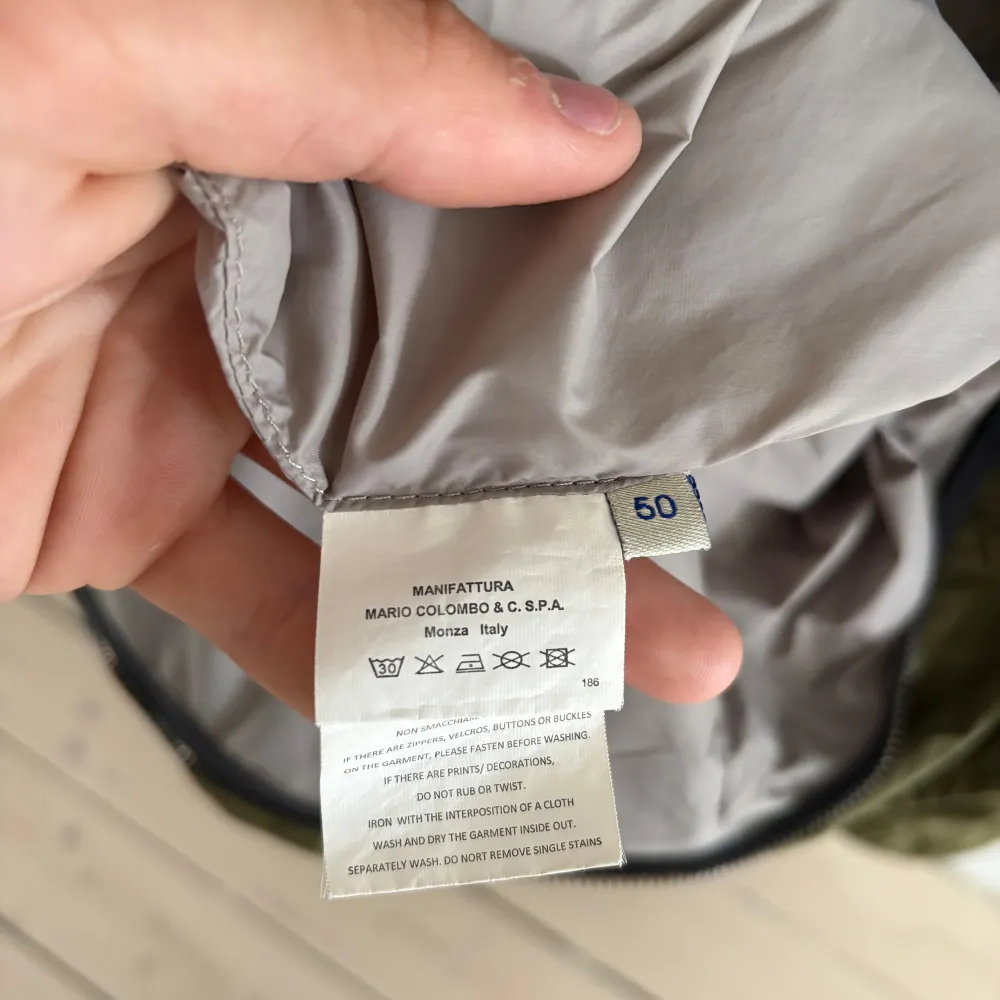 50
MANIFATTURA
MARIO COLOMBO & C. S.P.A.
Monza Italy
30
186
NON SMACCHIARE
IF THERE ARE ZIPPERS, VELCROS, BUTTONS OR BUCKLES
ON THE GARMENT, PLEASE FASTEN BEFORE WASHING.
IF THERE ARE PRINTS/ DECORATIONS,
DO NOT RUB OR TWIST.
IRON WITH THE INTERPOSITION OF A CLOTH
WASH AND DRY THE GARMENT INSIDE OUT.
SEPARATELY WASH. DO NORT REMOVE SINGLE STAINS